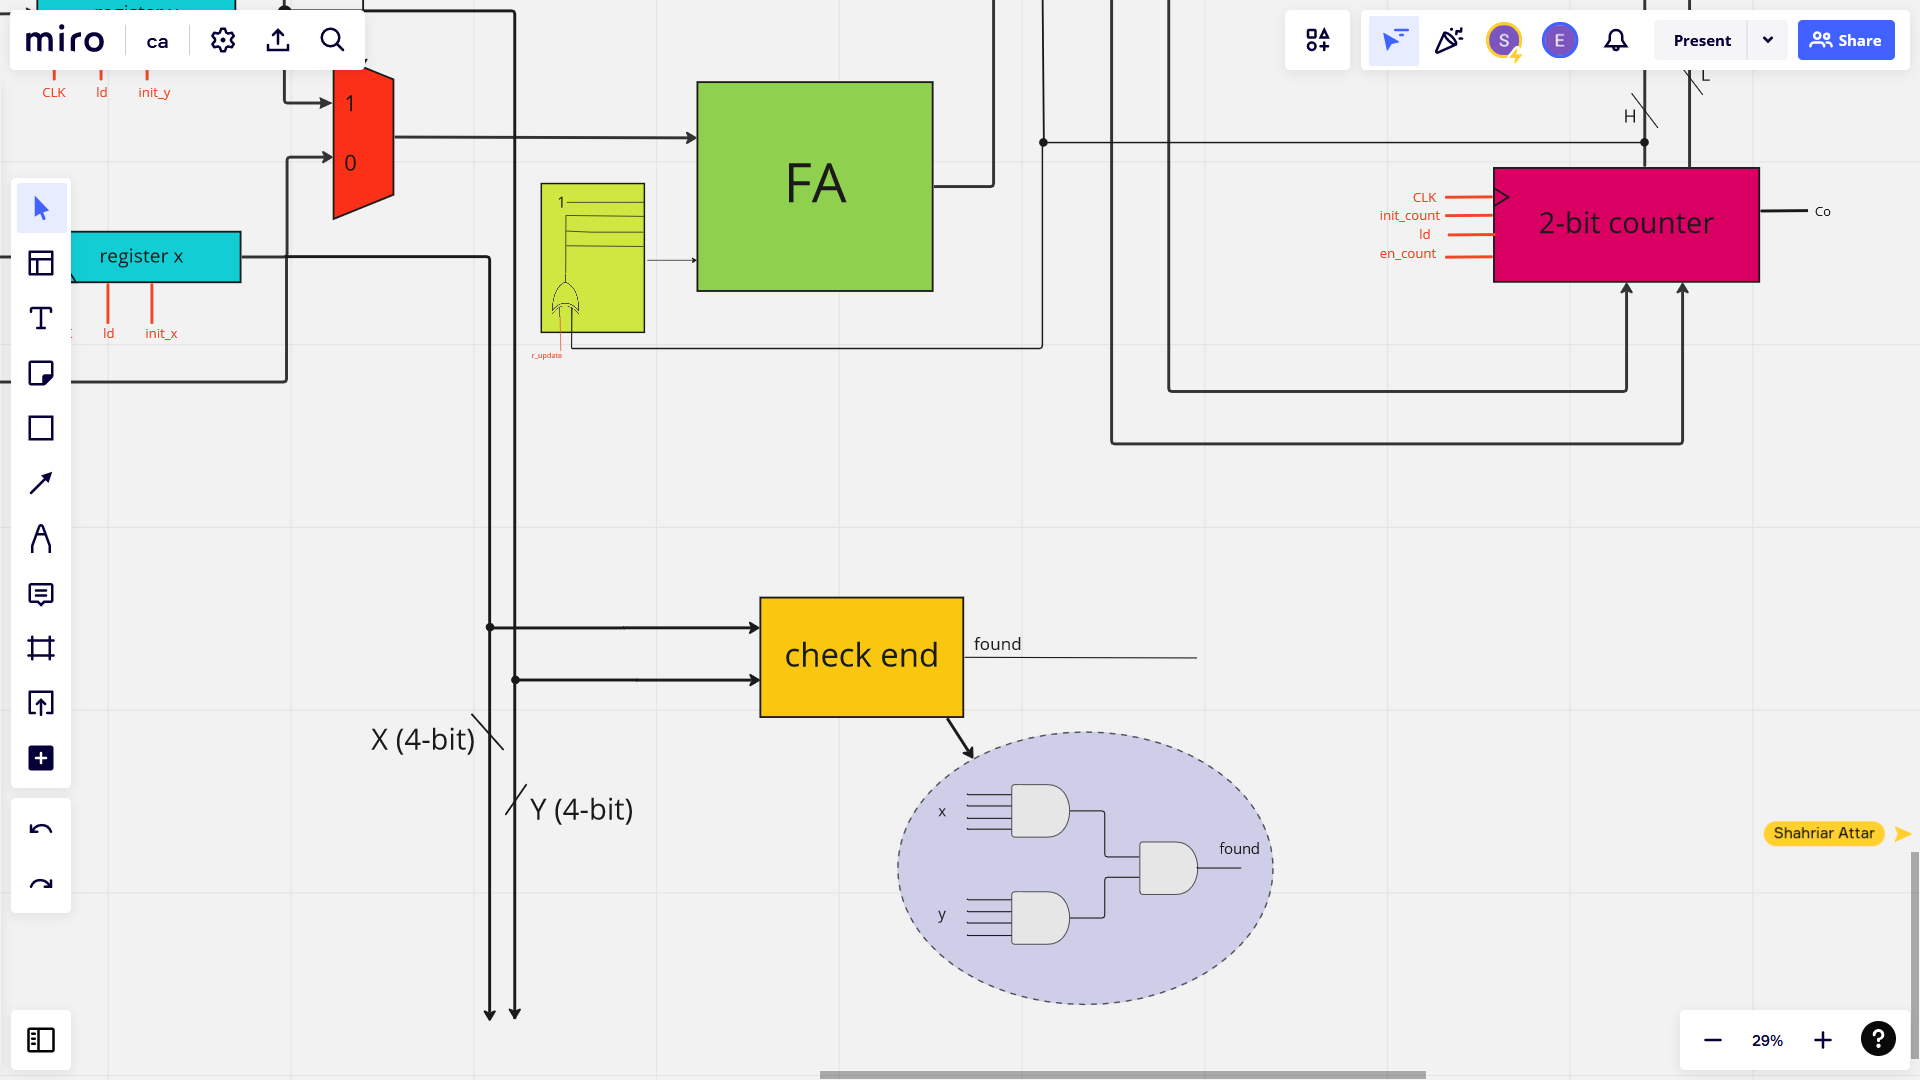 miro
ca
S
E
Present
Share
CLK
ld
init_y
1
0
FA
1
r_update
register x
ld
init_x
L
H
CLK
init_count
ld
en_count
2-bit counter
Co
check end
found
X (4-bit)
Y (4-bit)
x
y
found
Shahriar Attar
29%
?